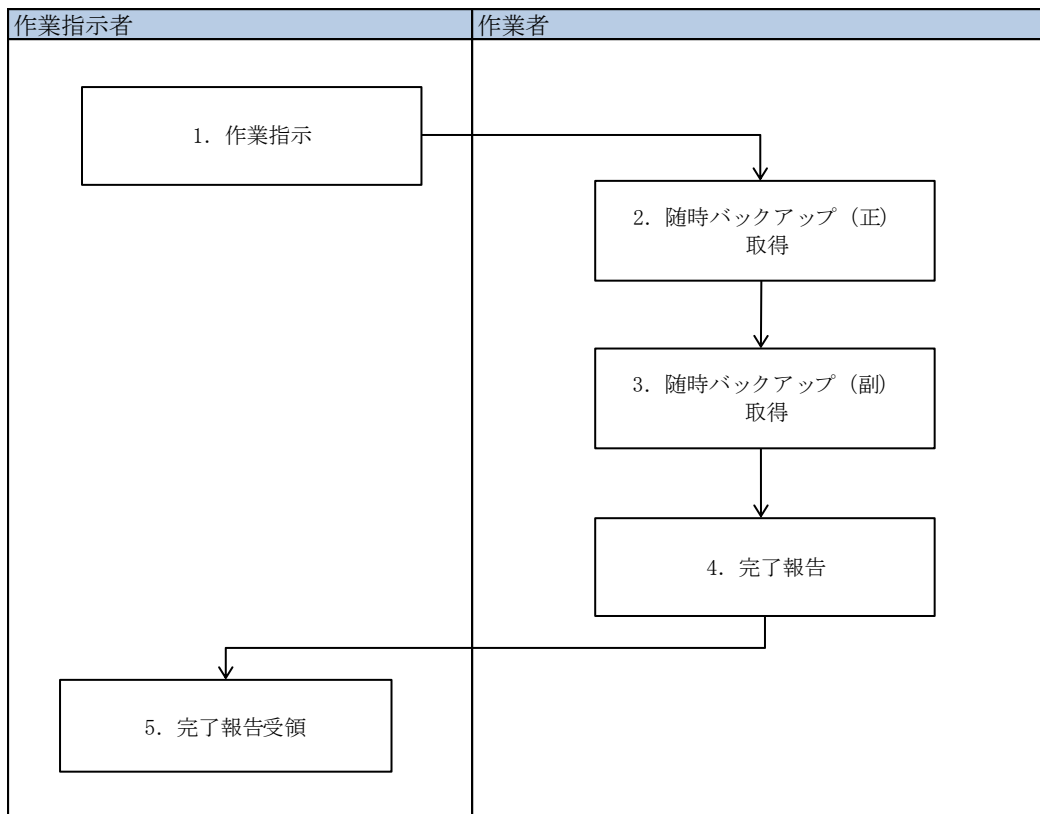 作業指示者
作業者
1. 作業指示
2. 随時バックアップ（正）
取得
3. 随時バックアップ（副）
取得
4. 完了報告
5. 完了報告受領